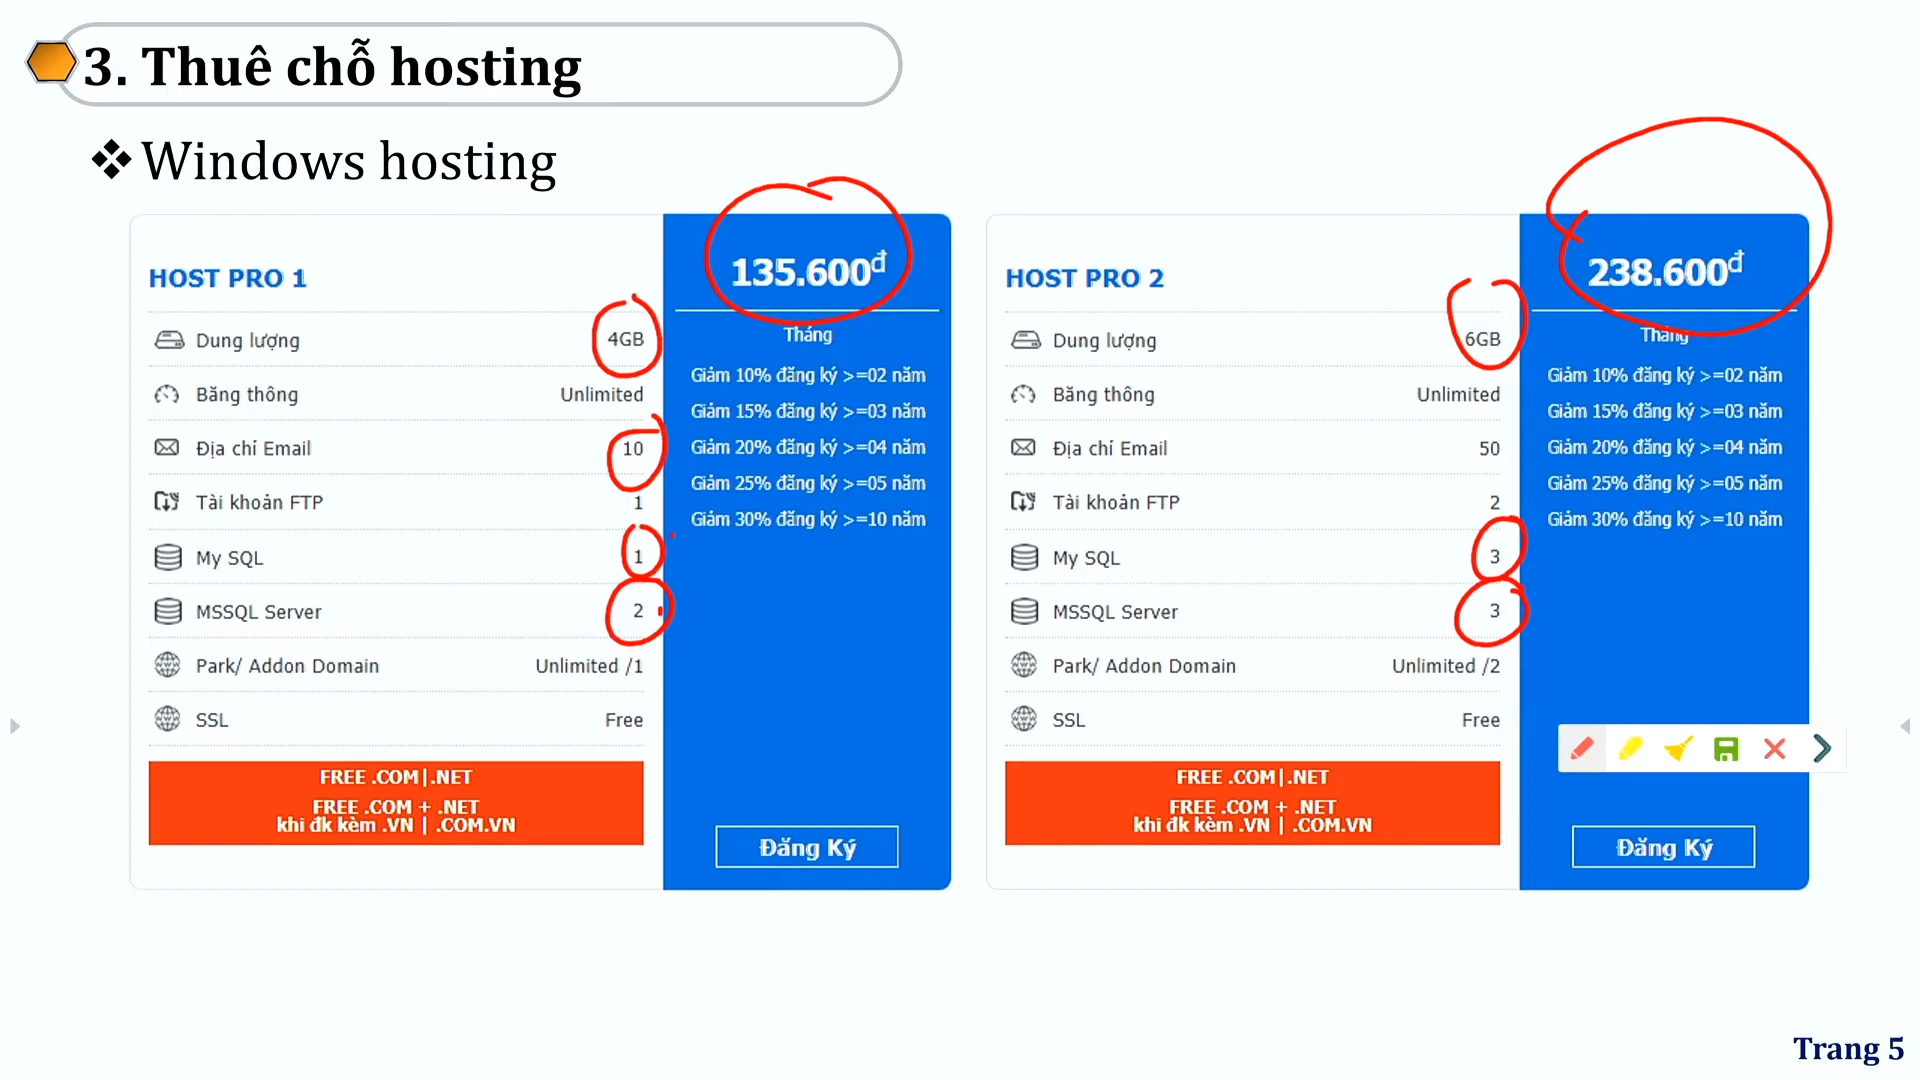 3. Thuê chỗ hosting
❖ Windows hosting
HOST PRO 1
Dung lượng 4GB
Băng thông Unlimited
Địa chỉ Email 10
Tài khoản FTP 1
My SQL 1
MSSQL Server 2
Park/ Addon Domain Unlimited /1
SSL Free
FREE .COM|.NET
FREE .COM + .NET
khi đk kèm .VN | .COM.VN
135.600đ
Tháng
Giảm 10% đăng ký >=02 năm
Giảm 15% đăng ký >=03 năm
Giảm 20% đăng ký >=04 năm
Giảm 25% đăng ký >=05 năm
Giảm 30% đăng ký >=10 năm
Đăng Ký
HOST PRO 2
Dung lượng 6GB
Băng thông Unlimited
Địa chỉ Email 50
Tài khoản FTP 2
My SQL 3
MSSQL Server 3
Park/ Addon Domain Unlimited /2
SSL Free
FREE .COM|.NET
FREE .COM + .NET
khi đk kèm .VN | .COM.VN
238.600đ
Tháng
Giảm 10% đăng ký >=02 năm
Giảm 15% đăng ký >=03 năm
Giảm 20% đăng ký >=04 năm
Giảm 25% đăng ký >=05 năm
Giảm 30% đăng ký >=10 năm
Đăng Ký
Trang 5